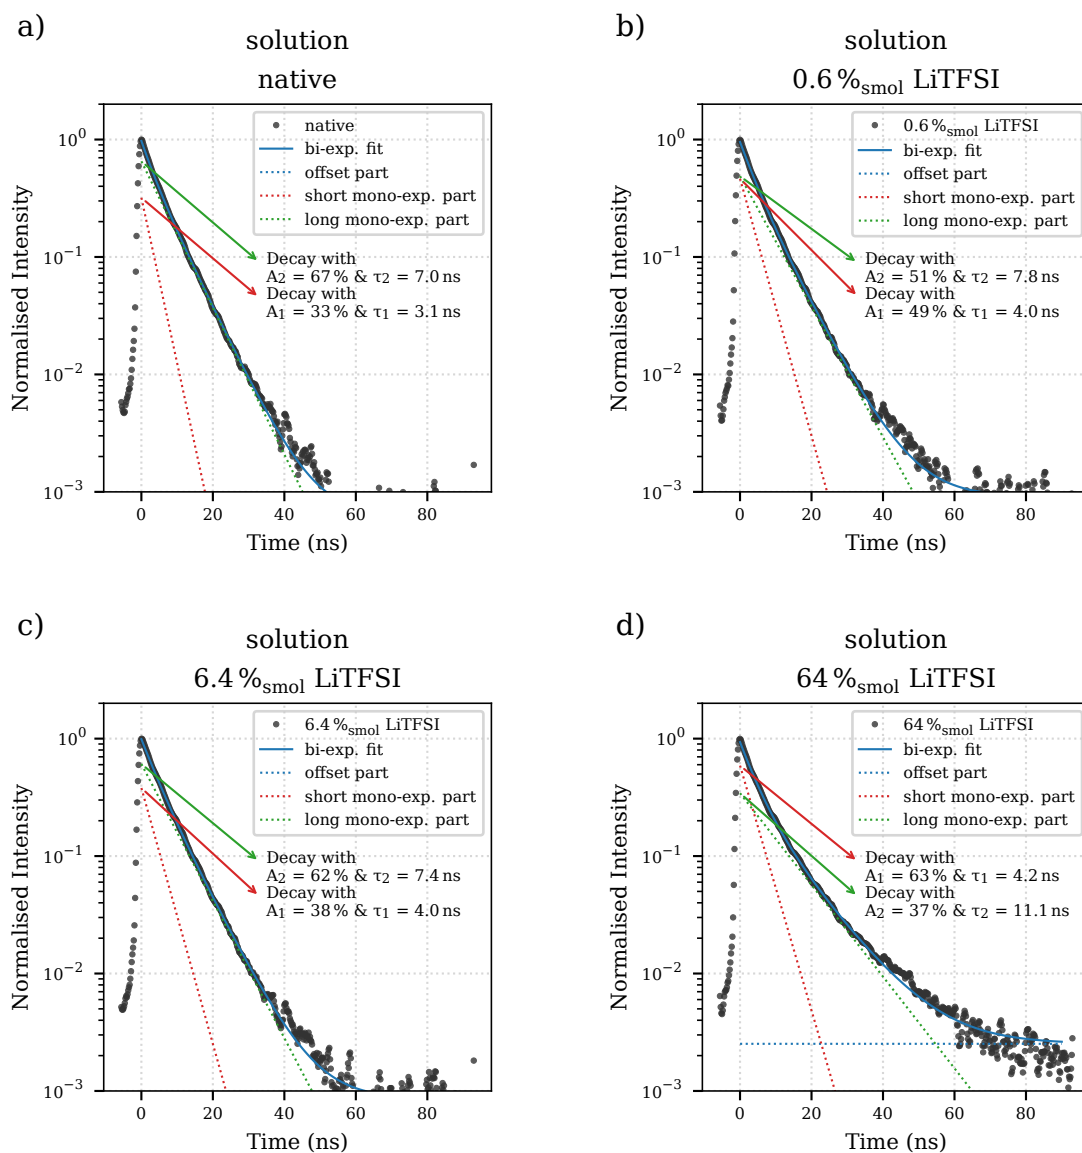 a)
solution
native
10⁰
10⁻¹
10⁻²
10⁻³
Normalised Intensity
native
bi-exp. fit
offset part
short mono-exp. part
long mono-exp. part
Decay with
A₂ = 67 % & τ₂ = 7.0 ns
Decay with
A₁ = 33 % & τ₁ = 3.1 ns
0 20 40 60 80
Time (ns)
b)
solution
0.6 %smol LiTFSI
10⁰
10⁻¹
10⁻²
10⁻³
Normalised Intensity
0.6 %smol LiTFSI
bi-exp. fit
offset part
short mono-exp. part
long mono-exp. part
Decay with
A₂ = 51 % & τ₂ = 7.8 ns
Decay with
A₁ = 49 % & τ₁ = 4.0 ns
0 20 40 60 80
Time (ns)
c)
solution
6.4 %smol LiTFSI
10⁰
10⁻¹
10⁻²
10⁻³
Normalised Intensity
6.4 %smol LiTFSI
bi-exp. fit
offset part
short mono-exp. part
long mono-exp. part
Decay with
A₂ = 62 % & τ₂ = 7.4 ns
Decay with
A₁ = 38 % & τ₁ = 4.0 ns
0 20 40 60 80
Time (ns)
d)
solution
64 %smol LiTFSI
10⁰
10⁻¹
10⁻²
10⁻³
Normalised Intensity
64 %smol LiTFSI
bi-exp. fit
offset part
short mono-exp. part
long mono-exp. part
Decay with
A₁ = 63 % & τ₁ = 4.2 ns
Decay with
A₂ = 37 % & τ₂ = 11.1 ns
0 20 40 60 80
Time (ns)